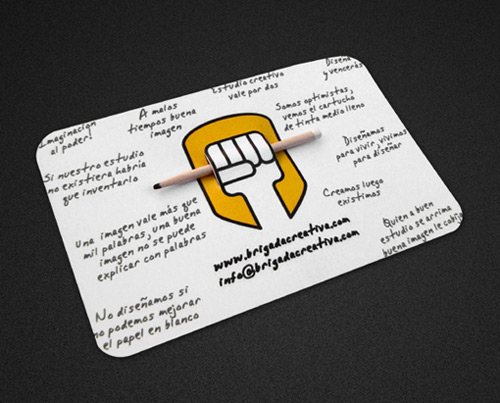 Imaginacion
al poder!
A malos
tiempos buena
imagen
Estudio creativo
vale por dos
Diseña
y vencerás
Somos optimistas,
vemos el cartucho
de tinta medio lleno
Si nuestro estudio
no existiera habría
que inventarlo
Diseñamos
para vivir, vivimos
para diseñar
Creamos luego
existimos
Una imagen vale más que
mil palabras, una buena
imagen no se puede
explicar con palabras
www.brigadacreativa.com
info@brigadacreativa.com
Quien a buen
estudio se arrima
buena imagen le cobija
No diseñamos si
no podemos mejorar
el papel en blanco